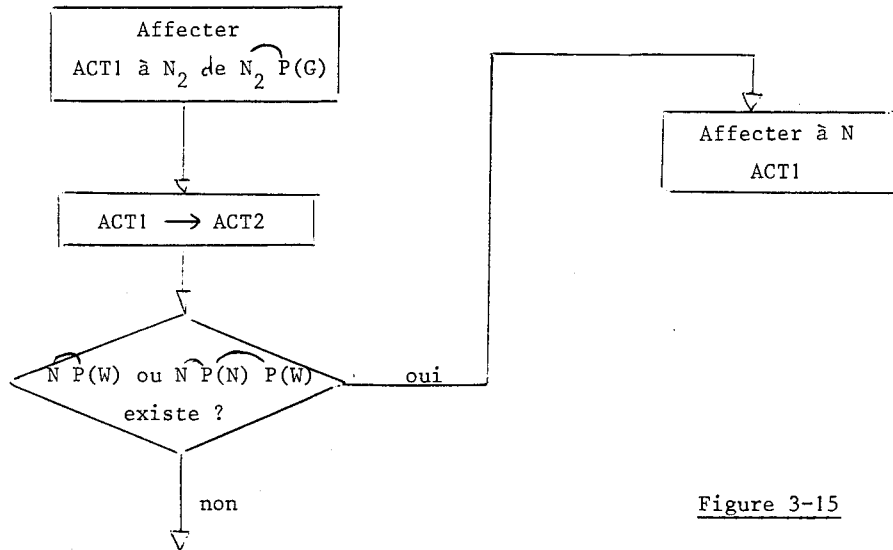 Affecter
ACT1 à N₂ de N₂ P(G)
ACT1 → ACT2
N P(W) ou N P(N) P(W)
existe ?
oui
non
Affecter à N
ACT1
Figure 3-15